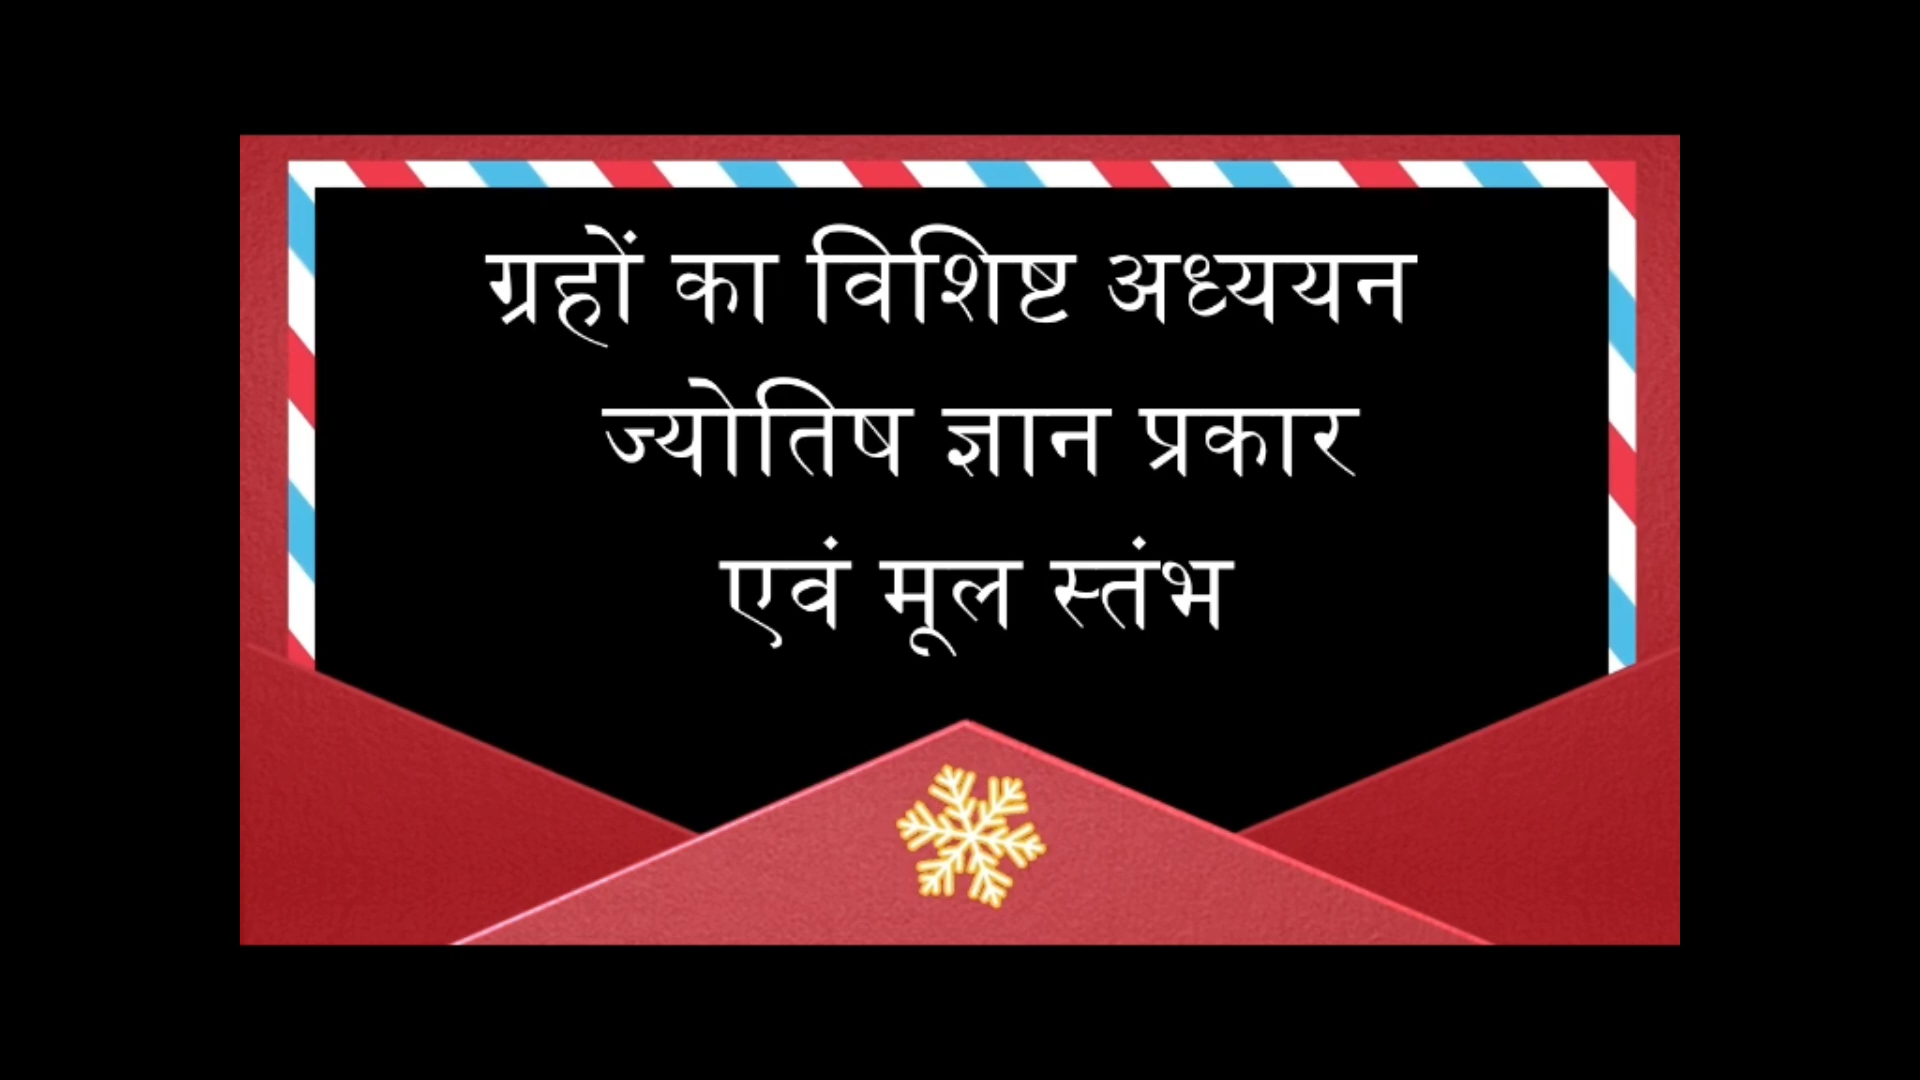 ग्रहों का विशिष्ट अध्ययन
ज्योतिष ज्ञान प्रकार
एवं मूल स्तंभ